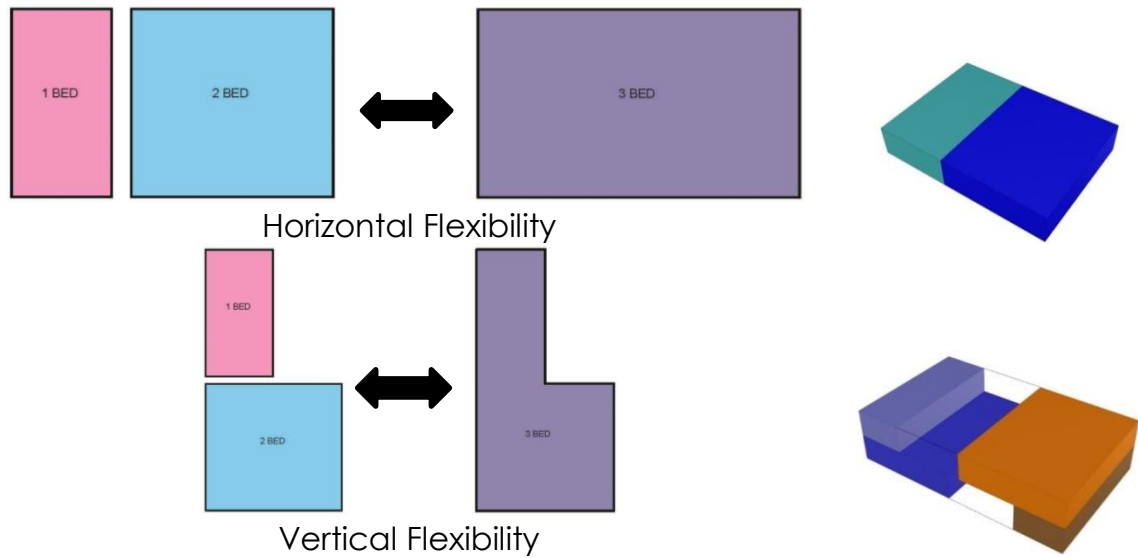 1 BED
2 BED
3 BED
Horizontal Flexibility
1 BED
2 BED
3 BED
Vertical Flexibility